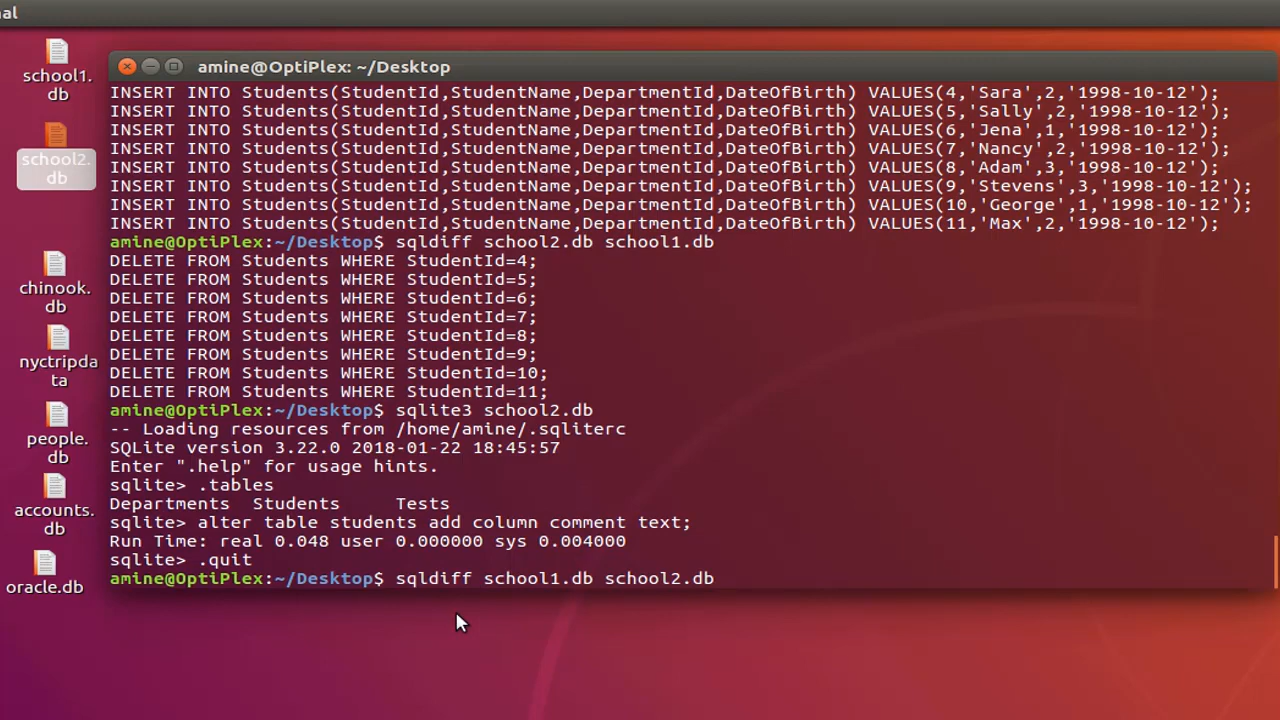 al
school1.
db
school2.
db
chinook.
db
nyctripda
ta
people.
db
accounts.
db
oracle.db
amine@OptiPlex: ~/Desktop
INSERT INTO Students(StudentId,StudentName,DepartmentId,DateOfBirth) VALUES(4,'Sara',2,'1998-10-12');
INSERT INTO Students(StudentId,StudentName,DepartmentId,DateOfBirth) VALUES(5,'Sally',2,'1998-10-12');
INSERT INTO Students(StudentId,StudentName,DepartmentId,DateOfBirth) VALUES(6,'Jena',1,'1998-10-12');
INSERT INTO Students(StudentId,StudentName,DepartmentId,DateOfBirth) VALUES(7,'Nancy',2,'1998-10-12');
INSERT INTO Students(StudentId,StudentName,DepartmentId,DateOfBirth) VALUES(8,'Adam',3,'1998-10-12');
INSERT INTO Students(StudentId,StudentName,DepartmentId,DateOfBirth) VALUES(9,'Stevens',3,'1998-10-12');
INSERT INTO Students(StudentId,StudentName,DepartmentId,DateOfBirth) VALUES(10,'George',1,'1998-10-12');
INSERT INTO Students(StudentId,StudentName,DepartmentId,DateOfBirth) VALUES(11,'Max',2,'1998-10-12');
amine@OptiPlex:~/Desktop$ sqldiff school2.db school1.db
DELETE FROM Students WHERE StudentId=4;
DELETE FROM Students WHERE StudentId=5;
DELETE FROM Students WHERE StudentId=6;
DELETE FROM Students WHERE StudentId=7;
DELETE FROM Students WHERE StudentId=8;
DELETE FROM Students WHERE StudentId=9;
DELETE FROM Students WHERE StudentId=10;
DELETE FROM Students WHERE StudentId=11;
amine@OptiPlex:~/Desktop$ sqlite3 school2.db
-- Loading resources from /home/amine/.sqliterc
SQLite version 3.22.0 2018-01-22 18:45:57
Enter ".help" for usage hints.
sqlite> .tables
Departments  Students     Tests
sqlite> alter table students add column comment text;
Run Time: real 0.048 user 0.000000 sys 0.004000
sqlite> .quit
amine@OptiPlex:~/Desktop$ sqldiff school1.db school2.db